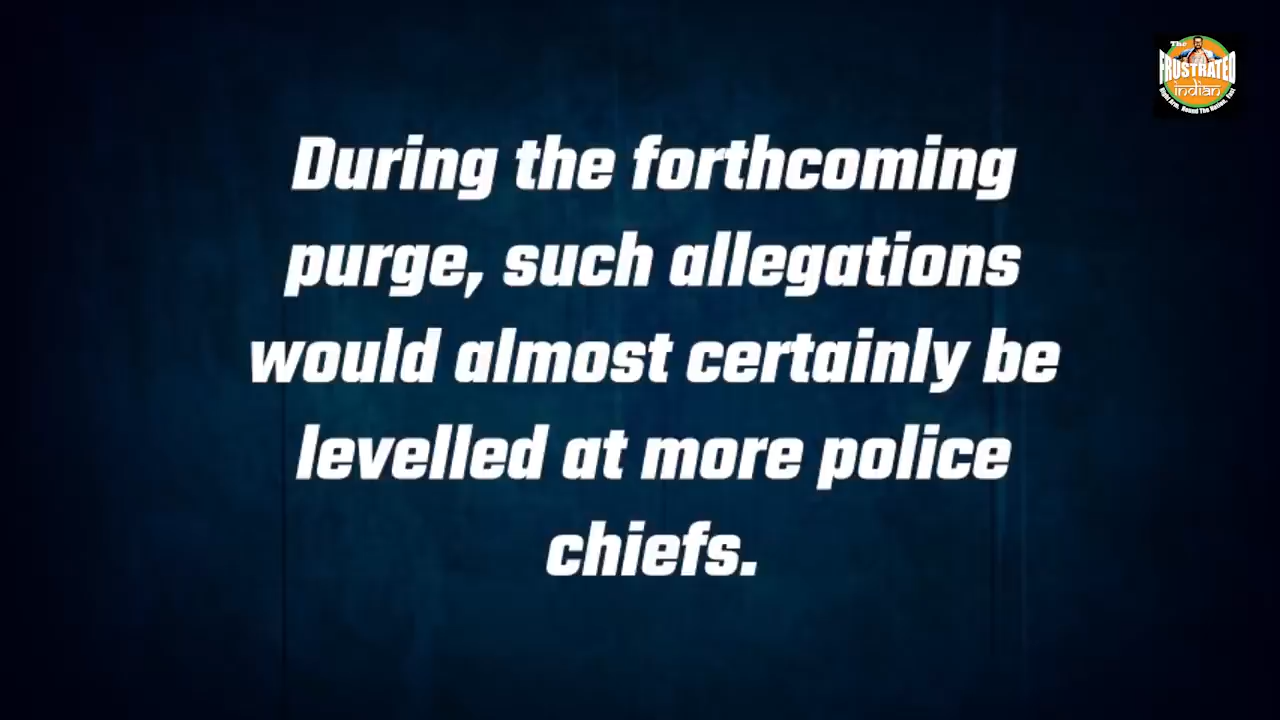 The
FRUSTRATED
indian
During the forthcoming
purge, such allegations
would almost certainly be
levelled at more police
chiefs.